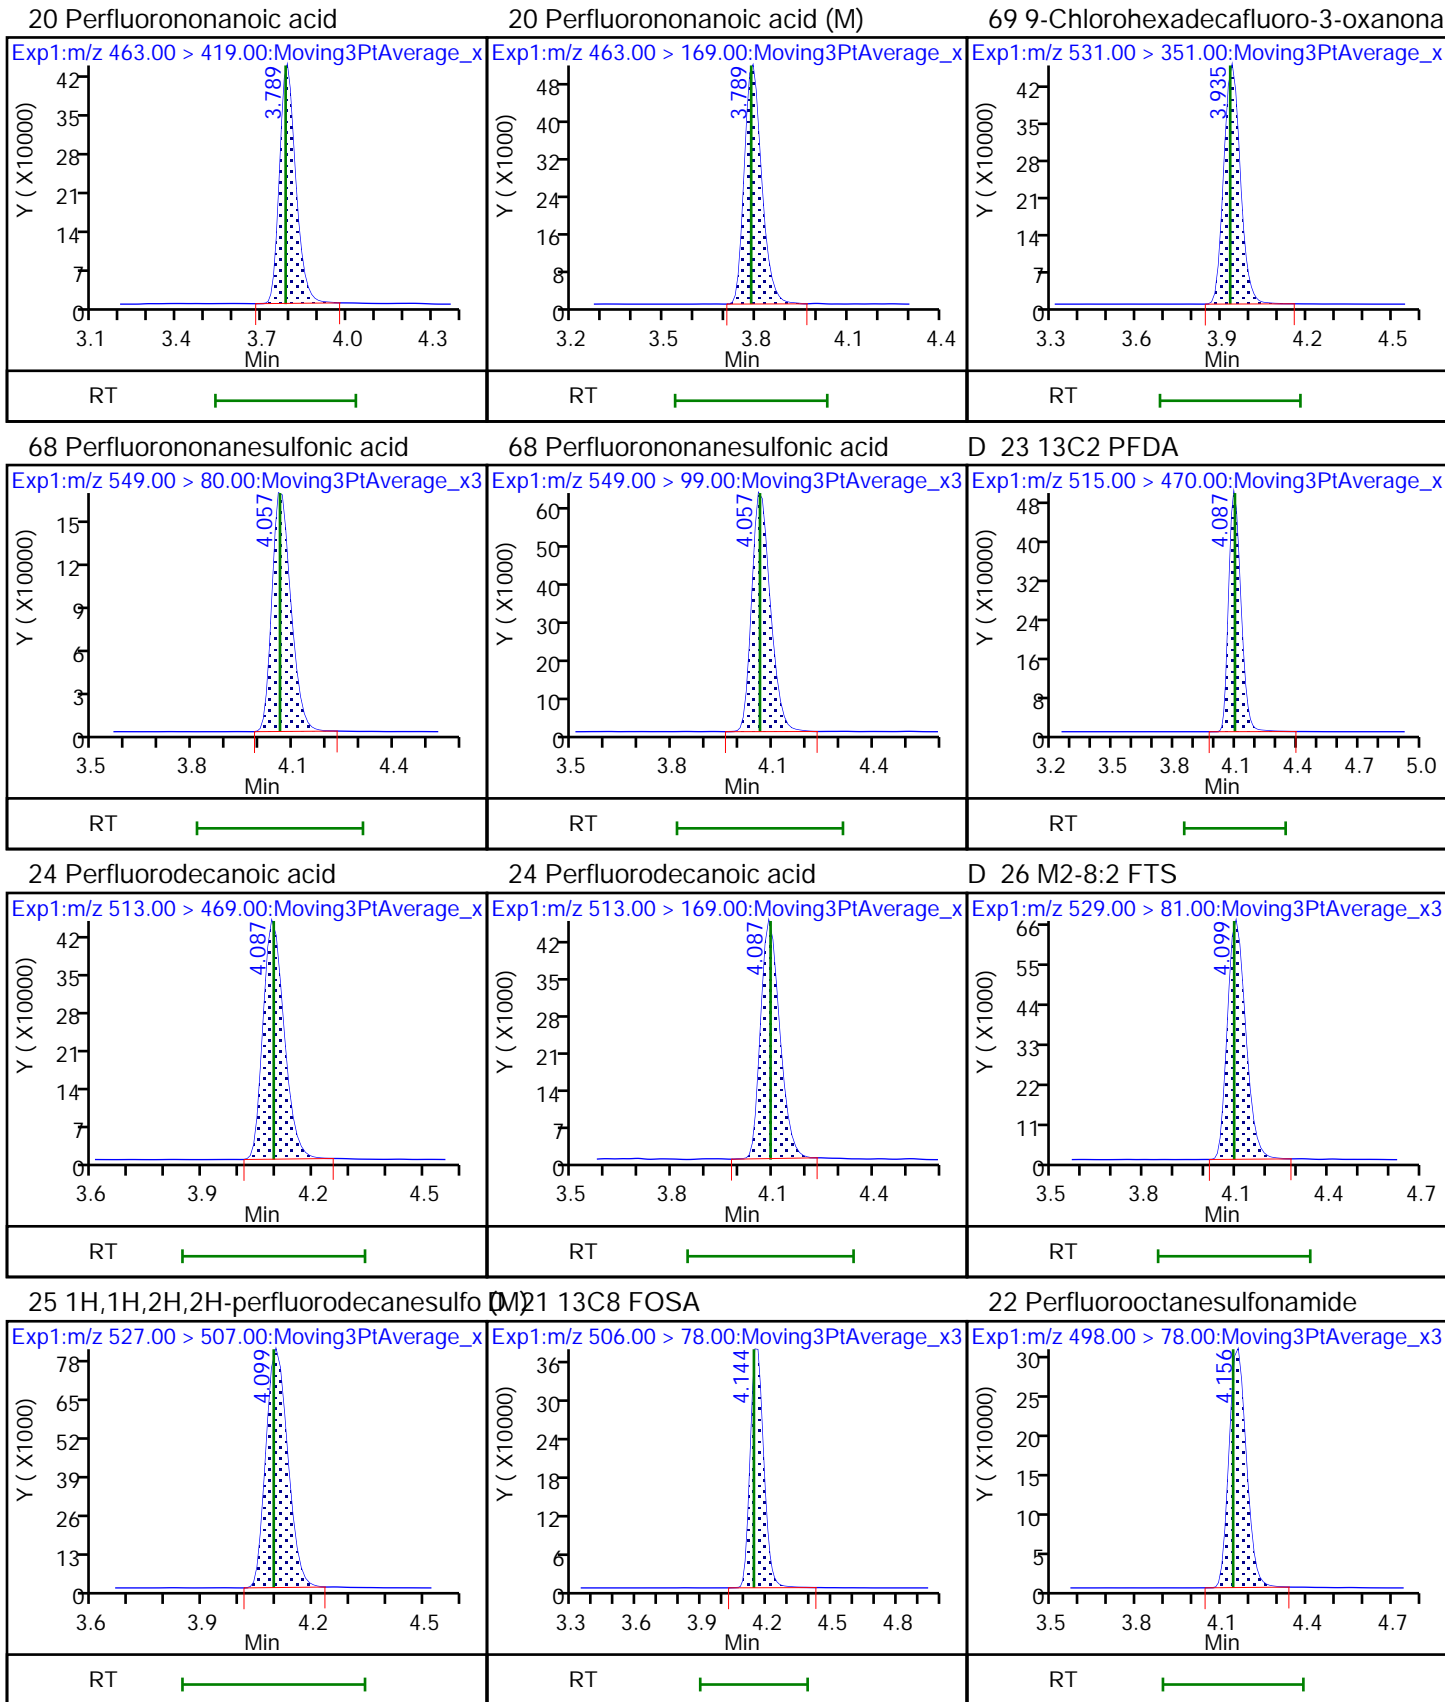 20 Perfluorononanoic acid
Exp1:m/z 463.00 > 419.00:Moving3PtAverage_x
Y ( X10000)
42
35
28
21
14
7
0
3.789
3.1 3.4 3.7 4.0 4.3
Min
RT
20 Perfluorononanoic acid (M)
Exp1:m/z 463.00 > 169.00:Moving3PtAverage_x
Y ( X1000)
48
40
32
24
16
8
0
3.789
3.2 3.5 3.8 4.1 4.4
Min
RT
69 9-Chlorohexadecafluoro-3-oxanona
Exp1:m/z 531.00 > 351.00:Moving3PtAverage_x
Y ( X10000)
42
35
28
21
14
7
0
3.935
3.3 3.6 3.9 4.2 4.5
Min
RT
68 Perfluorononanesulfonic acid
Exp1:m/z 549.00 > 80.00:Moving3PtAverage_x3
Y ( X10000)
15
12
9
6
3
0
4.057
3.5 3.8 4.1 4.4
Min
RT
68 Perfluorononanesulfonic acid
Exp1:m/z 549.00 > 99.00:Moving3PtAverage_x3
Y ( X1000)
60
50
40
30
20
10
0
4.057
3.5 3.8 4.1 4.4
Min
RT
D 23 13C2 PFDA
Exp1:m/z 515.00 > 470.00:Moving3PtAverage_x
Y ( X10000)
48
40
32
24
16
8
0
4.087
3.2 3.5 3.8 4.1 4.4 4.7 5.0
Min
RT
24 Perfluorodecanoic acid
Exp1:m/z 513.00 > 469.00:Moving3PtAverage_x
Y ( X10000)
42
35
28
21
14
7
0
4.087
3.6 3.9 4.2 4.5
Min
RT
24 Perfluorodecanoic acid
Exp1:m/z 513.00 > 169.00:Moving3PtAverage_x
Y ( X1000)
42
35
28
21
14
7
0
4.087
3.5 3.8 4.1 4.4
Min
RT
D 26 M2-8:2 FTS
Exp1:m/z 529.00 > 81.00:Moving3PtAverage_x3
Y ( X1000)
66
55
44
33
22
11
0
4.099
3.5 3.8 4.1 4.4 4.7
Min
RT
25 1H,1H,2H,2H-perfluorodecanesulfo (M)
Exp1:m/z 527.00 > 507.00:Moving3PtAverage_x
Y ( X10000)
78
65
52
39
26
13
0
4.099
3.6 3.9 4.2 4.5
Min
RT
D 21 13C8 FOSA
Exp1:m/z 506.00 > 78.00:Moving3PtAverage_x3
Y ( X10000)
36
30
24
18
12
6
0
4.144
3.3 3.6 3.9 4.2 4.5 4.8
Min
RT
22 Perfluorooctanesulfonamide
Exp1:m/z 498.00 > 78.00:Moving3PtAverage_x3
Y ( X10000)
30
25
20
15
10
5
0
4.156
3.5 3.8 4.1 4.4 4.7
Min
RT